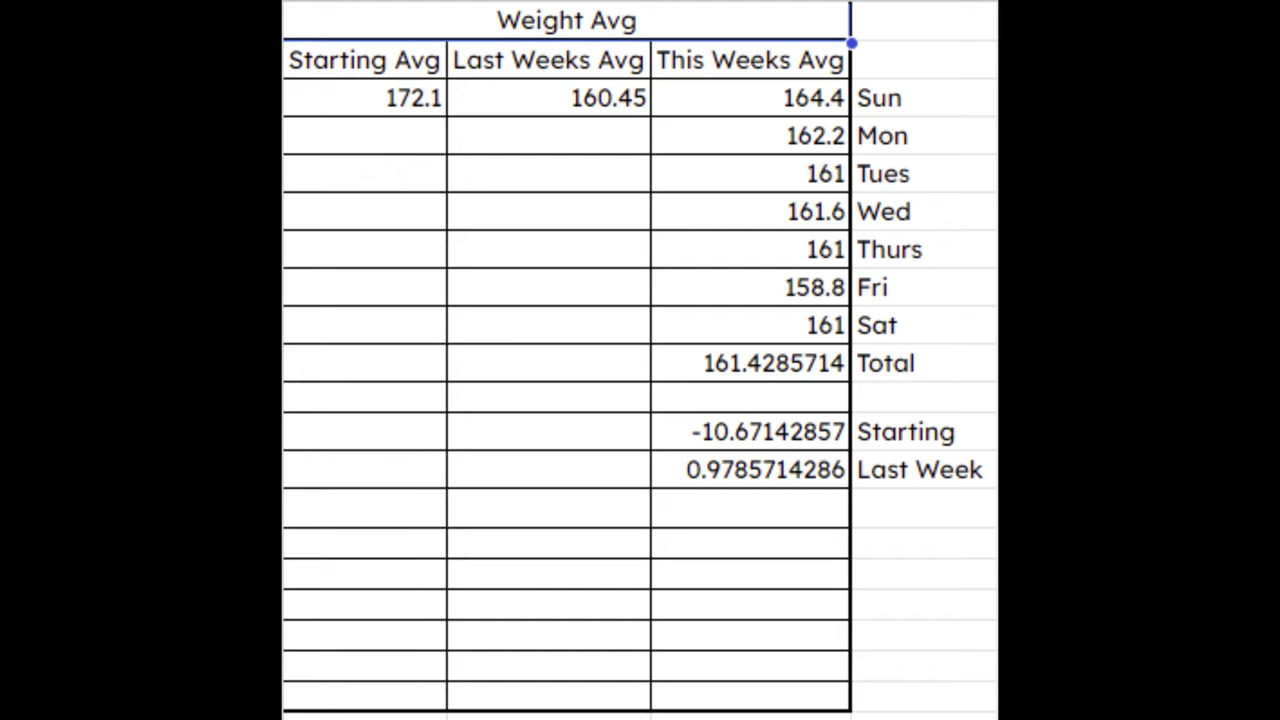 Weight Avg
Starting Avg Last Weeks Avg This Weeks Avg
172.1 160.45 164.4 Sun
162.2 Mon
161 Tues
161.6 Wed
161 Thurs
158.8 Fri
161 Sat
161.4285714 Total
-10.67142857 Starting
0.9785714286 Last Week